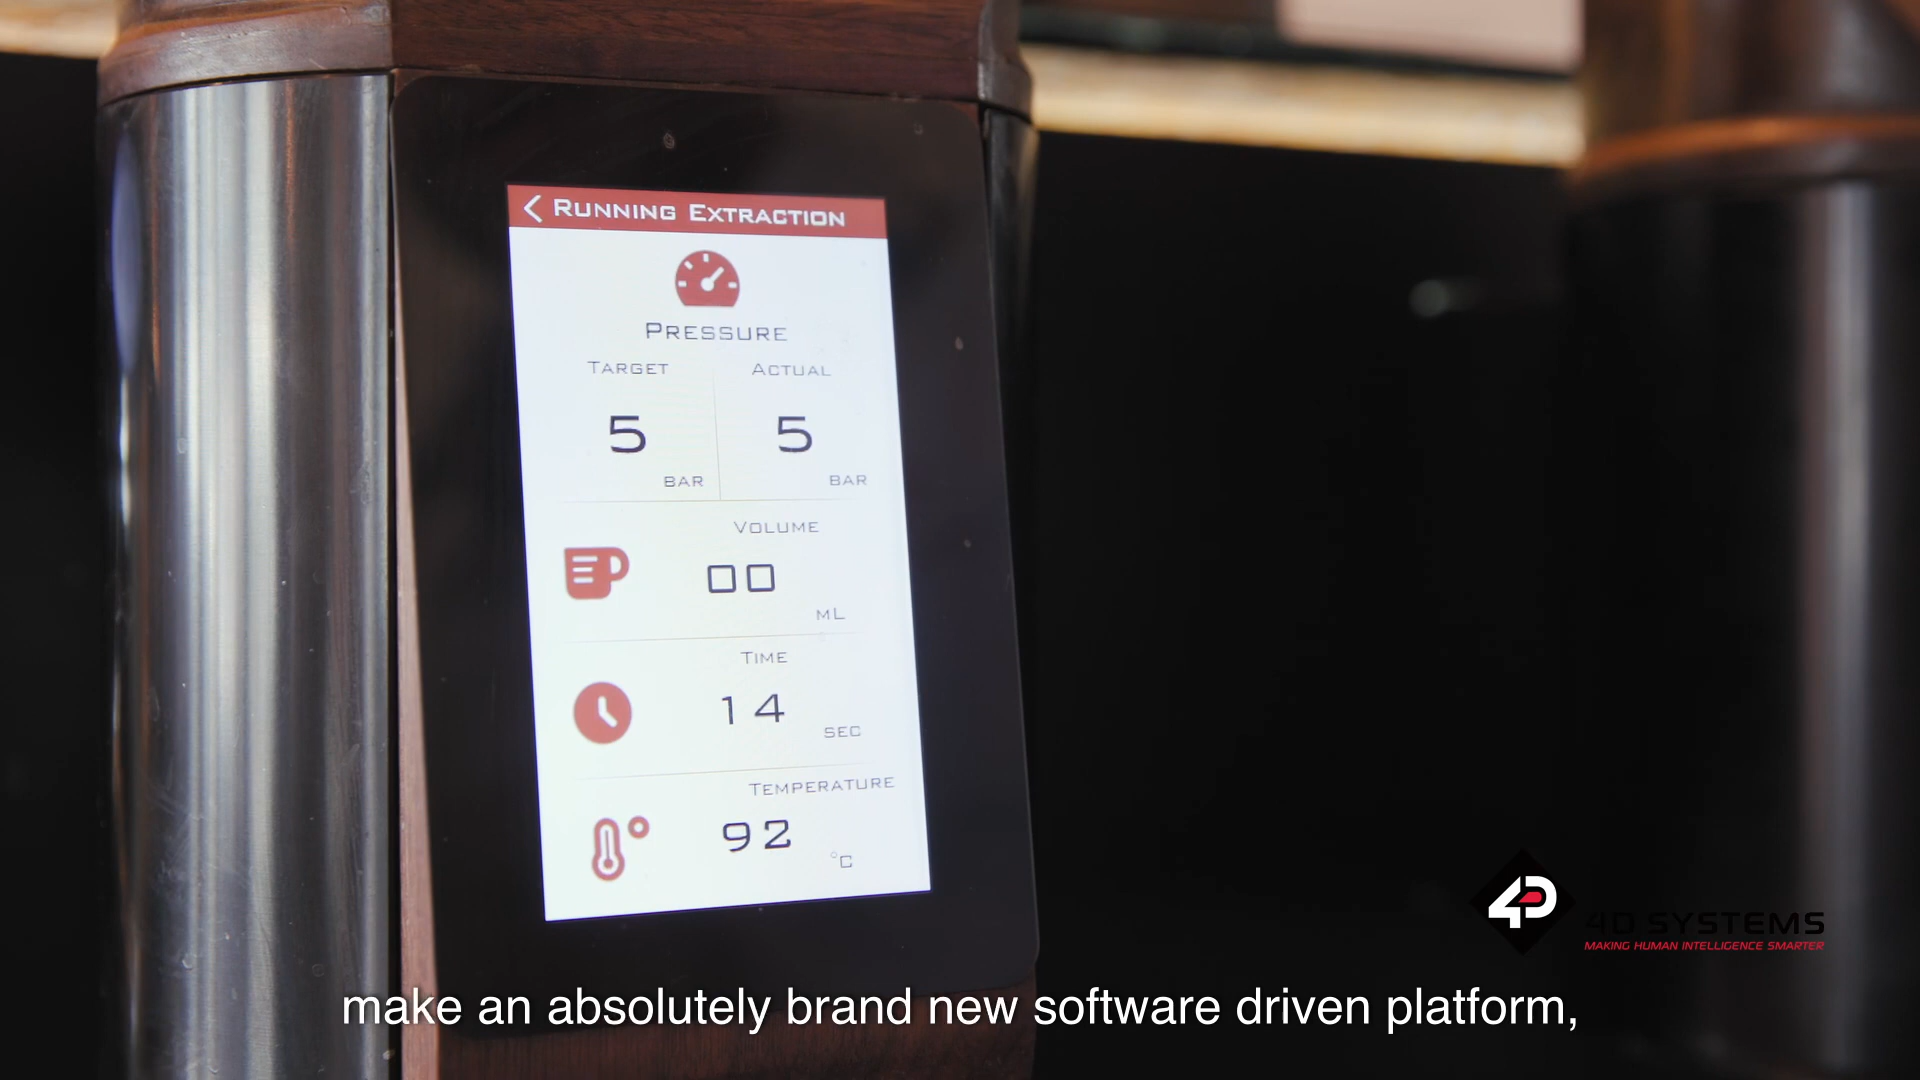 < RUNNING EXTRACTION
PRESSURE
TARGET ACTUAL
5 5
BAR BAR
VOLUME
00
ML
TIME
14
SEC
TEMPERATURE
92
°C
4D
4D SYSTEMS
MAKING HUMAN INTELLIGENCE SMARTER
make an absolutely brand new software driven platform,